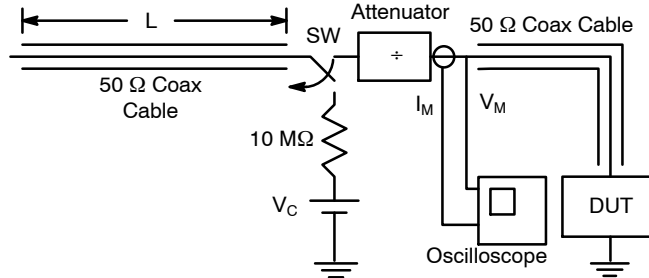 L
SW
Attenuator
÷
50 Ω Coax Cable
50 Ω Coax
Cable
I_M
V_M
10 MΩ
V_C
DUT
Oscilloscope